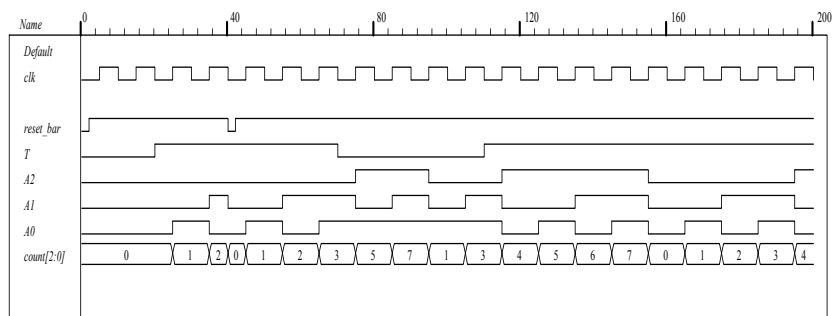 Name 0 40 80 120 160 200
Default
clk
reset_bar
T
A2
A1
A0
count[2:0] 0 1 2 0 1 2 3 5 7 1 3 4 5 6 7 0 1 2 3 4